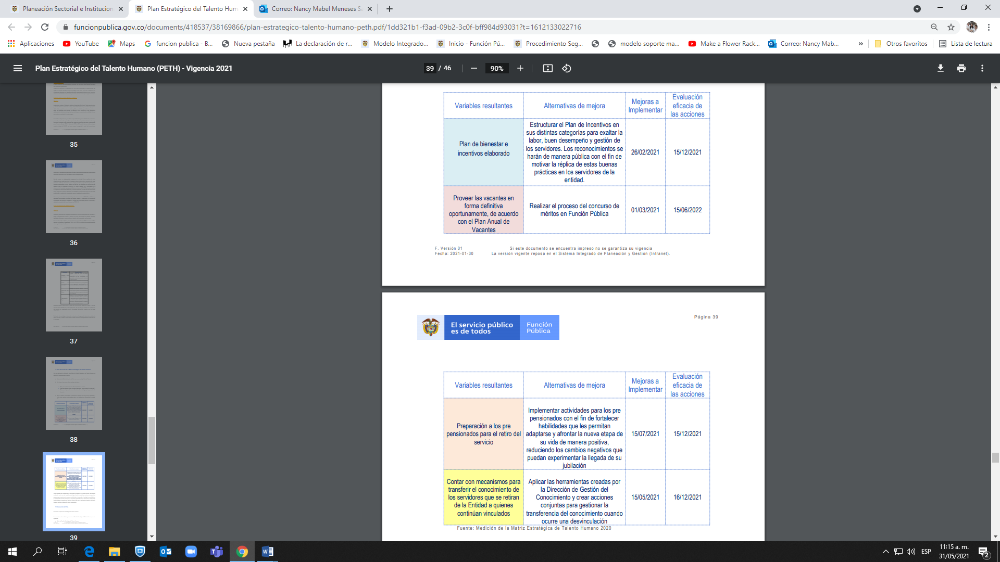 Planeación Sectorial e Institucion
Plan Estratégico del Talento Hum
Correo: Nancy Mabel Meneses S
funcionpublica.gov.co/documents/418537/38169866/plan-estrategico-talento-humano-peth.pdf/1dd321b1-f3ad-09b2-3c0f-bff984d93031?t=1612133022716
Aplicaciones
YouTube
Maps
funcion publica - B...
Nueva pestaña
La declaración de r...
Modelo Integrado...
Inicio - Función Pú...
Procedimiento Seg...
modelo soporte ma...
Make a Flower Rack...
Correo: Nancy Mab...
Otros favoritos
Lista de lectura
Plan Estratégico del Talento Humano (PETH) - Vigencia 2021
39 / 46
90%
35
36
37
38
39
Variables resultantes
Alternativas de mejora
Mejoras a
Implementar
Evaluación
eficacia de
las acciones
Plan de bienestar e
incentivos elaborado
Estructurar el Plan de Incentivos en
sus distintas categorías para exaltar la
labor, buen desempeño y gestión de
los servidores. Los reconocimientos se
harán de manera pública con el fin de
motivar la réplica de estas buenas
prácticas en los servidores de la
entidad.
26/02/2021
15/12/2021
Proveer las vacantes en
forma definitiva
oportunamente, de acuerdo
con el Plan Anual de
Vacantes
Realizar el proceso del concurso de
méritos en Función Pública
01/03/2021
15/06/2022
F. Versión 01
Fecha: 2021-01-30
Si este documento se encuentra impreso no se garantiza su vigencia
La versión vigente reposa en el Sistema Integrado de Planeación y Gestión (Intranet).
El servicio público
es de todos
Función
Pública
Página 39
Variables resultantes
Alternativas de mejora
Mejoras a
Implementar
Evaluación
eficacia de
las acciones
Preparación a los pre
pensionados para el retiro del
servicio
Implementar actividades para los pre
pensionados con el fin de fortalecer
habilidades que les permitan
adaptarse y afrontar la nueva etapa de
su vida de manera positiva,
reduciendo los cambios negativos que
puedan experimentar la llegada de su
jubilación
15/07/2021
15/12/2021
Contar con mecanismos para
transferir el conocimiento de
los servidores que se retiran
de la Entidad a quienes
continúan vinculados
Aplicar las herramientas creadas por
la Dirección de Gestión del
Conocimiento y crear acciones
conjuntas para gestionar la
transferencia del conocimiento cuando
ocurre una desvinculación
15/05/2021
16/12/2021
Fuente: Medición de la Matriz Estratégica de Talento Humano 2020
ESP
11:15 a. m.
31/05/2021
2